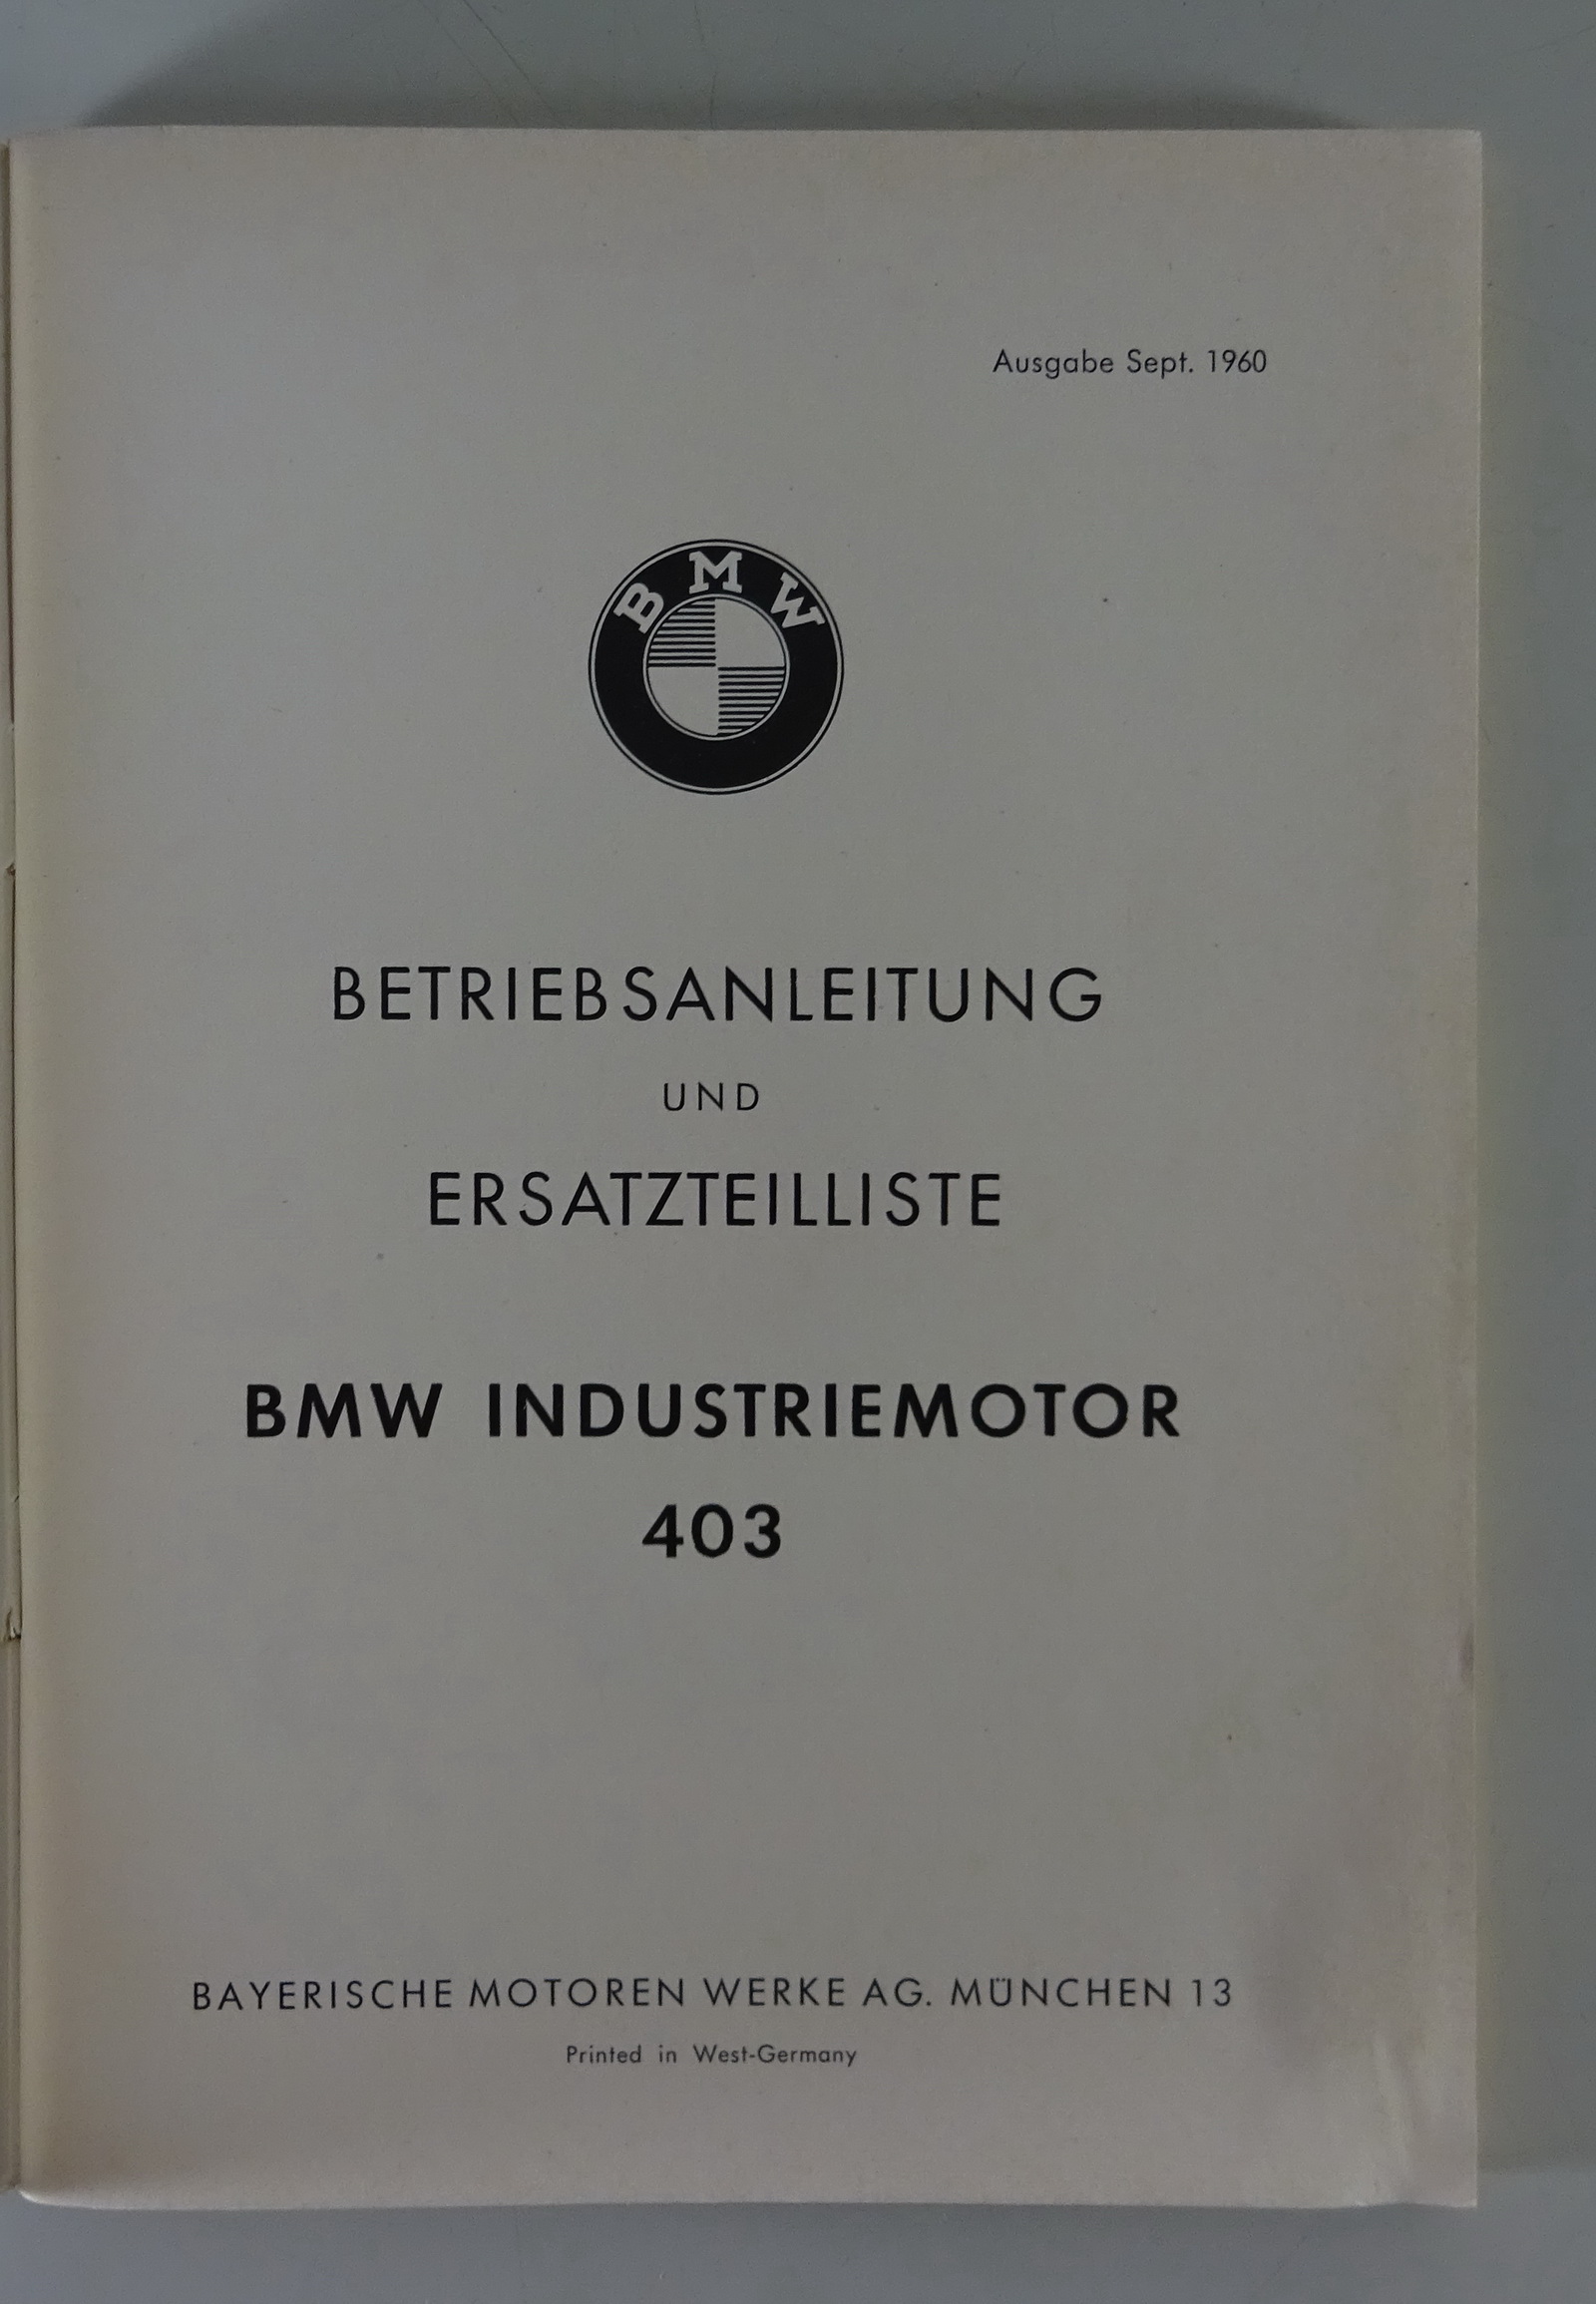 Ausgabe Sept. 1960
BMW
BETRIEBSANLEITUNG
UND
ERSATZTEILLISTE
BMW INDUSTRIEMOTOR
403
BAYERISCHE MOTOREN WERKE AG. MÜNCHEN 13
Printed in West-Germany